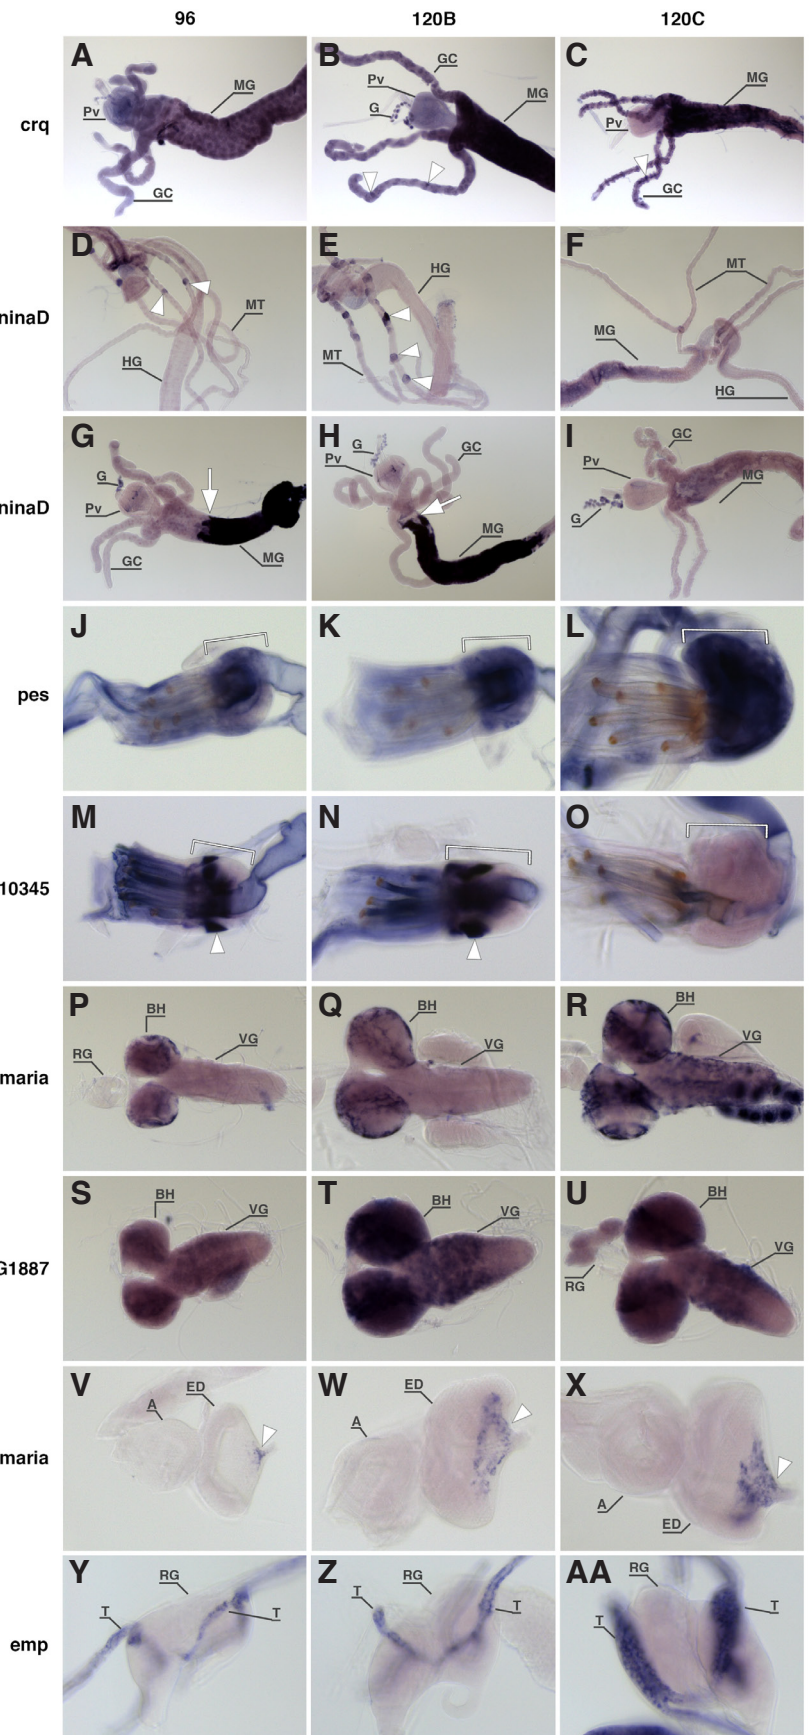 96 120B 120C
crq
A MG Pv GC
B GC Pv G MG
C MG Pv GC
ninaD
D MT HG
E HG MT
F MT MG HG
ninaD
G G Pv GC MG
H G Pv GC MG
I GC Pv MG G
pes
J K L
10345
M N O
maria
P BH RG VG
Q BH VG
R BH VG
G1887
S BH VG
T BH VG
U BH VG RG
maria
V A ED
W ED A
X A ED
emp
Y RG T T
Z T RG T
AA RG T T